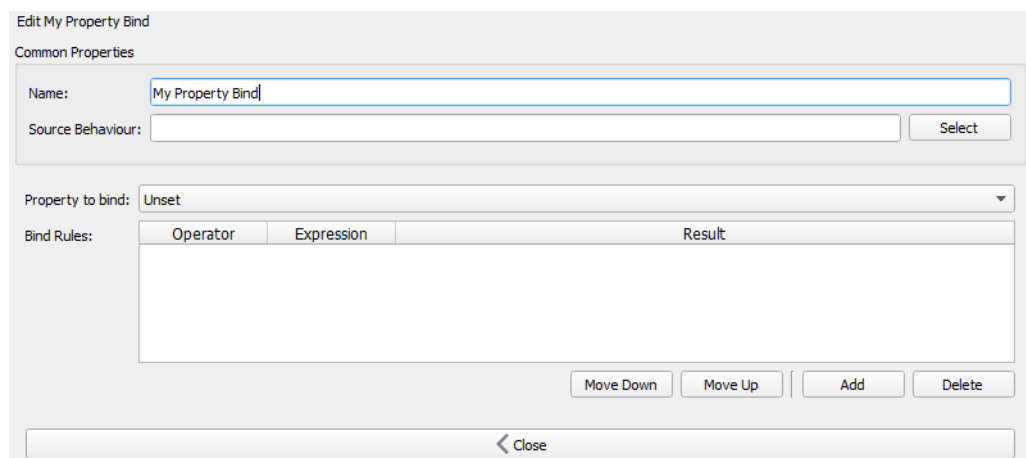 Edit My Property Bind
Common Properties
Name: My Property Bind
Source Behaviour: Select
Property to bind: Unset
Bind Rules: Operator Expression Result
Move Down Move Up Add Delete
Close